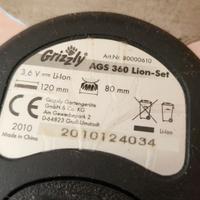 Grizzly
Art.Nr. 80000610
AGS 360 Lion-Set
3,6 V Li-Ion
120 mm
80 mm
Grizzly Gartengeräte
GmbH & Co. KG
Am Gewerbepark 2
D-64823 Groß-Umstadt
2010
Made in China
Li-Ion
2010124034